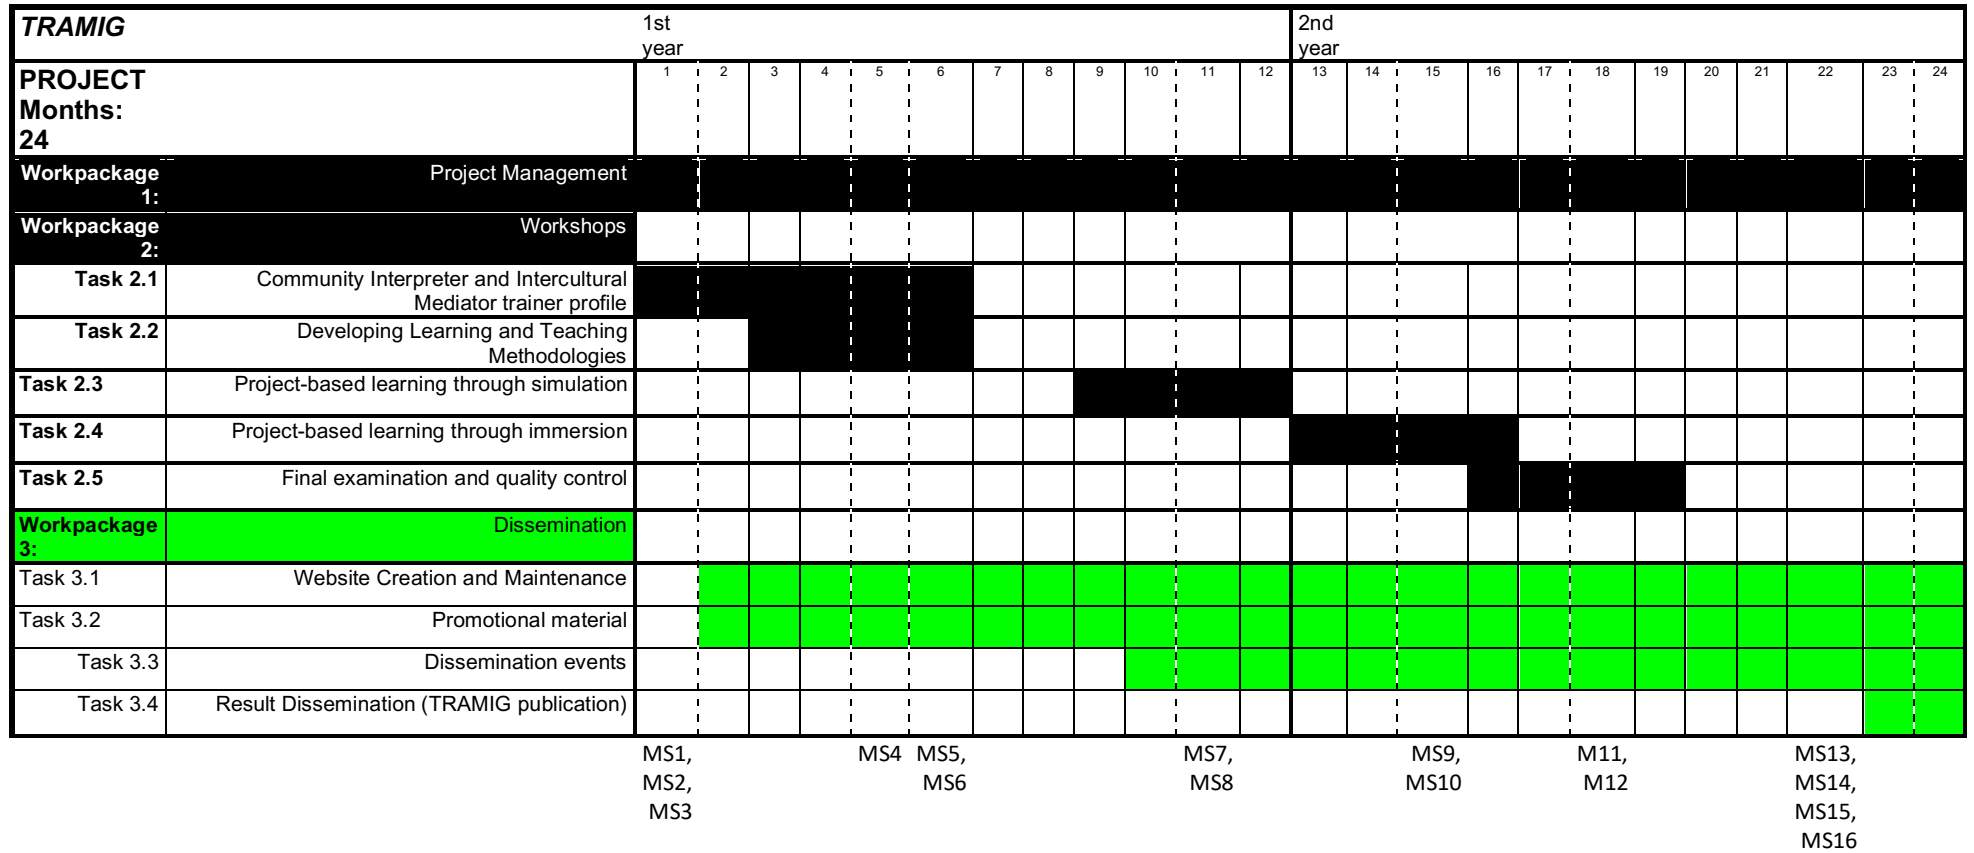 TRAMIG
1st
year
2nd
year
PROJECT
Months:
24
1 2 3 4 5 6 7 8 9 10 11 12 13 14 15 16 17 18 19 20 21 22 23 24
Workpackage
1:
Project Management
Workpackage
2:
Workshops
Task 2.1
Community Interpreter and Intercultural
Mediator trainer profile
Task 2.2
Developing Learning and Teaching
Methodologies
Task 2.3
Project-based learning through simulation
Task 2.4
Project-based learning through immersion
Task 2.5
Final examination and quality control
Workpackage
3:
Dissemination
Task 3.1
Website Creation and Maintenance
Task 3.2
Promotional material
Task 3.3
Dissemination events
Task 3.4
Result Dissemination (TRAMIG publication)
MS1,
MS2,
MS3
MS4
MS5,
MS6
MS7,
MS8
MS9,
MS10
M11,
M12
MS13,
MS14,
MS15,
MS16